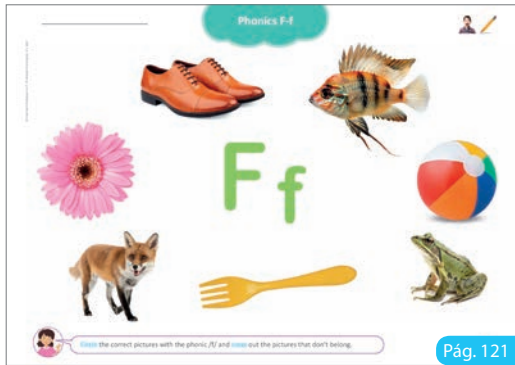 Phonics F-f
F f
Circle the correct pictures with the phonic /f/ and cross out the pictures that don't belong.
Pág. 121